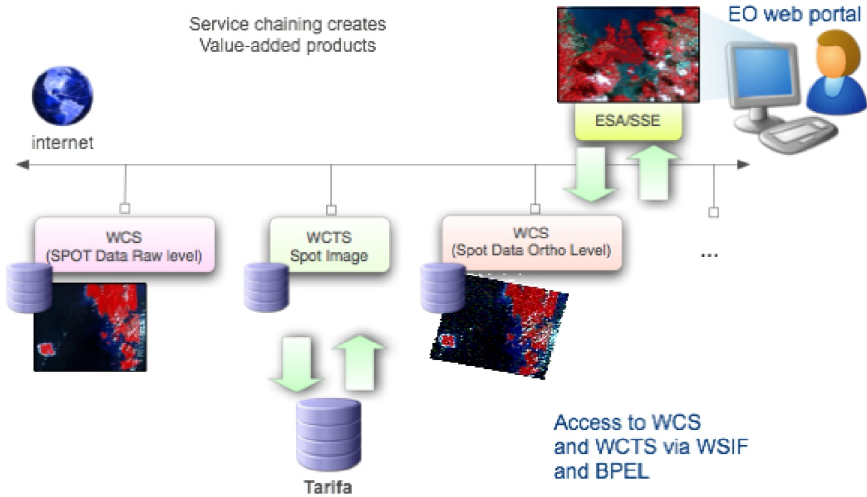 Service chaining creates
Value-added products
EO web portal
internet
ESA/SSE
WCS
(SPOT Data Raw level)
WCTS
Spot Image
WCS
(Spot Data Ortho Level)
...
Tarifa
Access to WCS
and WCTS via WSIF
and BPEL